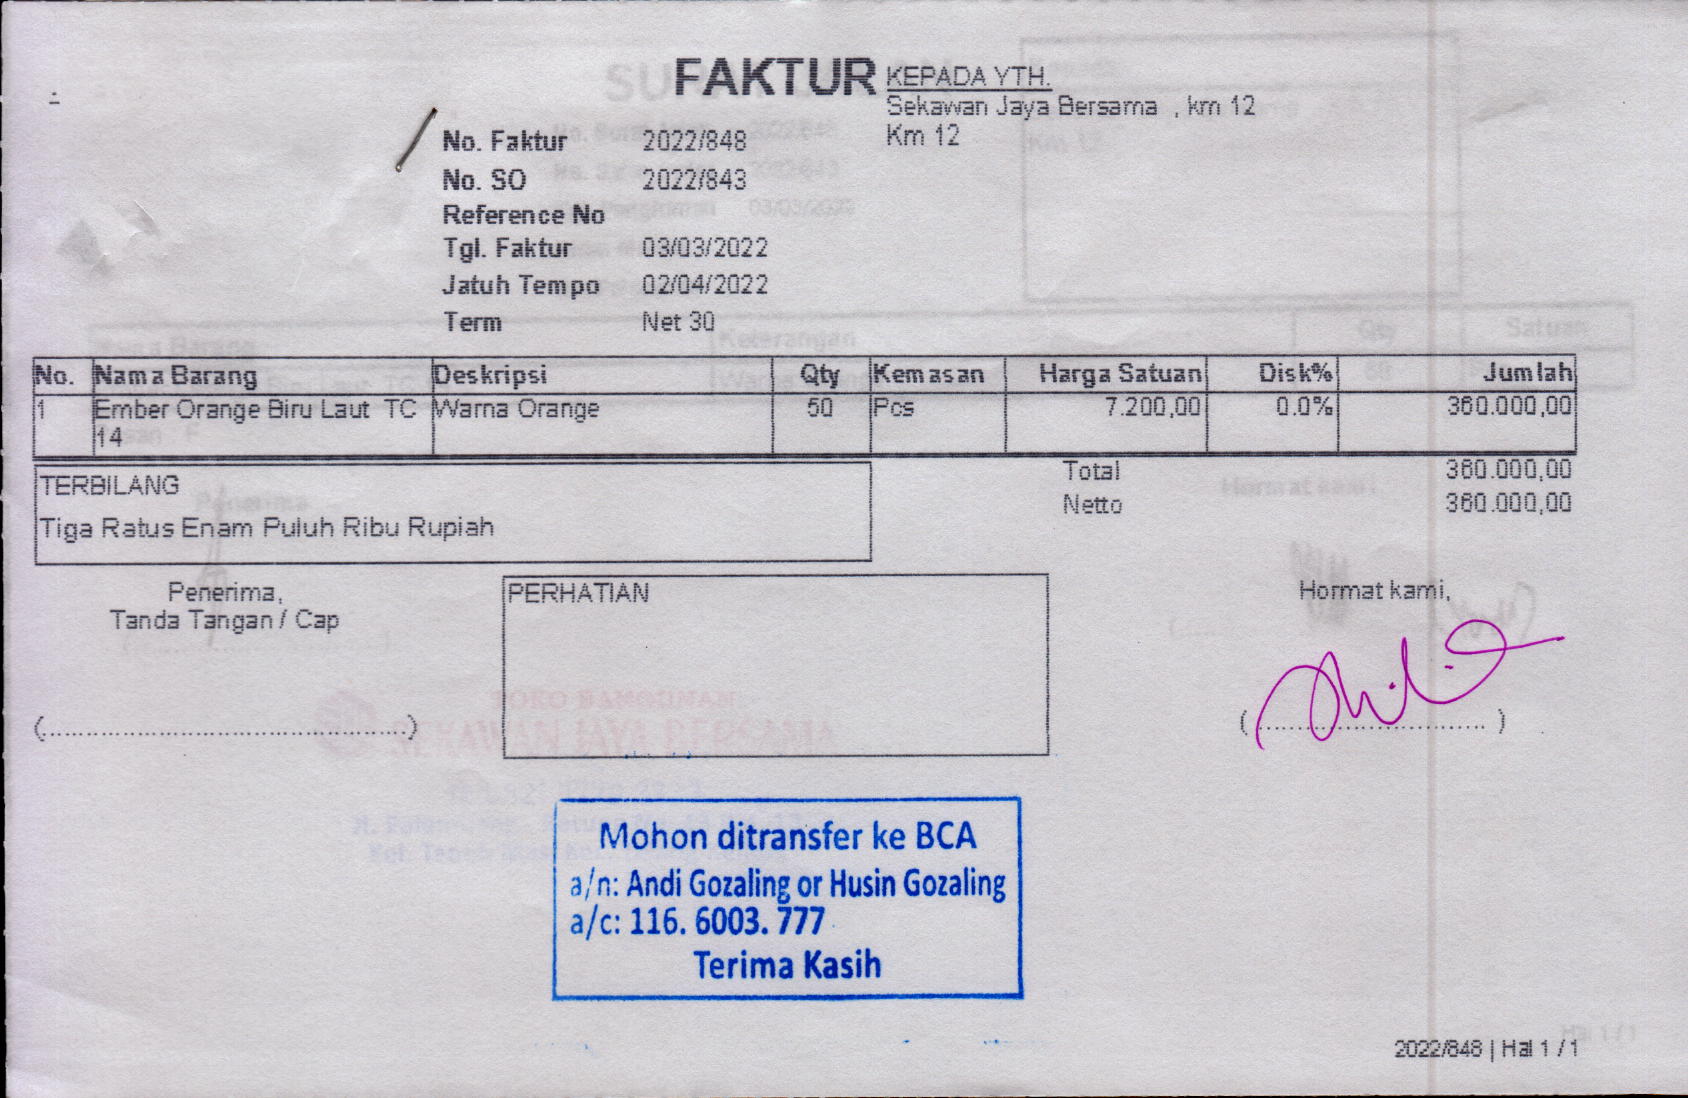 FAKTUR
KEPADA YTH.
Sekawan Jaya Bersama , km 12
Km 12
No. Faktur 2022/848
No. SO 2022/843
Reference No
Tgl. Faktur 03/03/2022
Jatuh Tempo 02/04/2022
Term Net 30
No. Nama Barang Deskripsi Qty Kemasan Harga Satuan Disk% Jumlah
1 Ember Orange Biru Laut TC Warna Orange 50 Pcs 7.200,00 0.0% 360.000,00
14
Total 360.000,00
Netto 360.000,00
TERBILANG
Tiga Ratus Enam Puluh Ribu Rupiah
Penerima,
Tanda Tangan / Cap
(..........................................)
PERHATIAN
Hormat kami,
(............................... )
TOKO BANGUNAN
SEKAWAN JAYA BERSAMA
Mohon ditransfer ke BCA
a/n: Andi Gozaling or Husin Gozaling
a/c: 116. 6003. 777
Terima Kasih
2022/848 | Hal 1 / 1